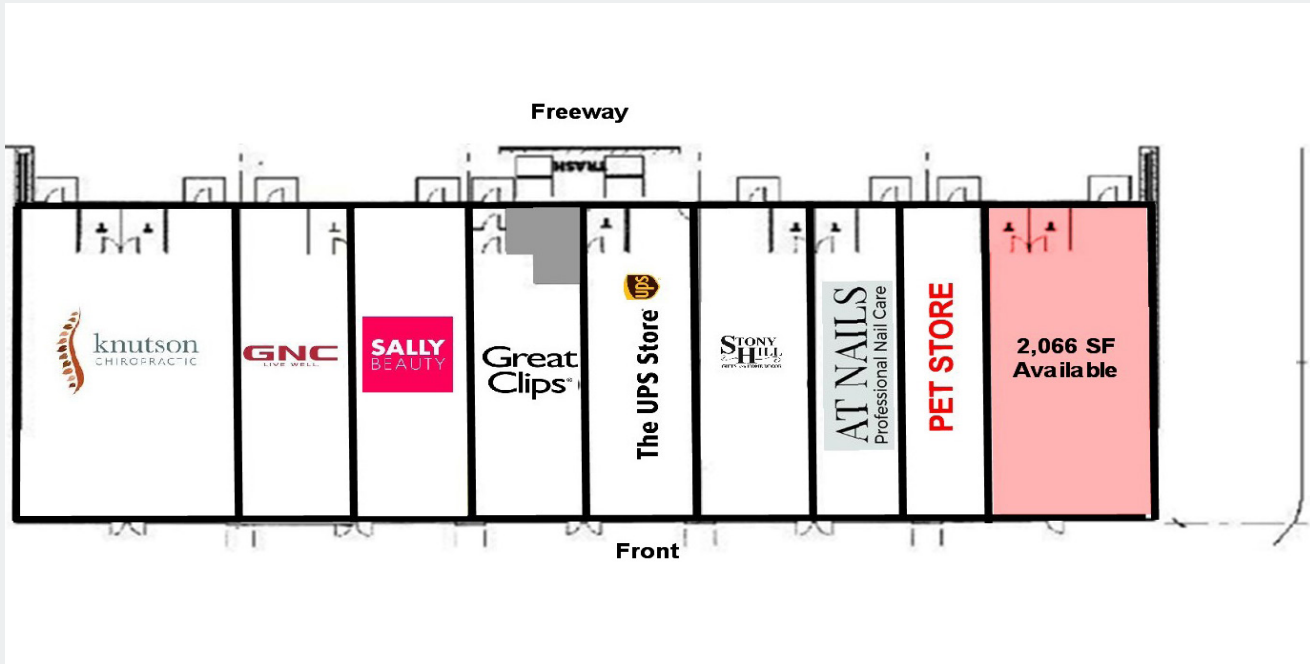 Freeway
TRASH
knutson
CHIROPRACTIC
GNC
LIVE WELL
SALLY
BEAUTY
Great
Clips
ups
The UPS Store
STONY
HILL
AT NAILS
Professional Nail Care
PET STORE
2,066 SF
Available
Front